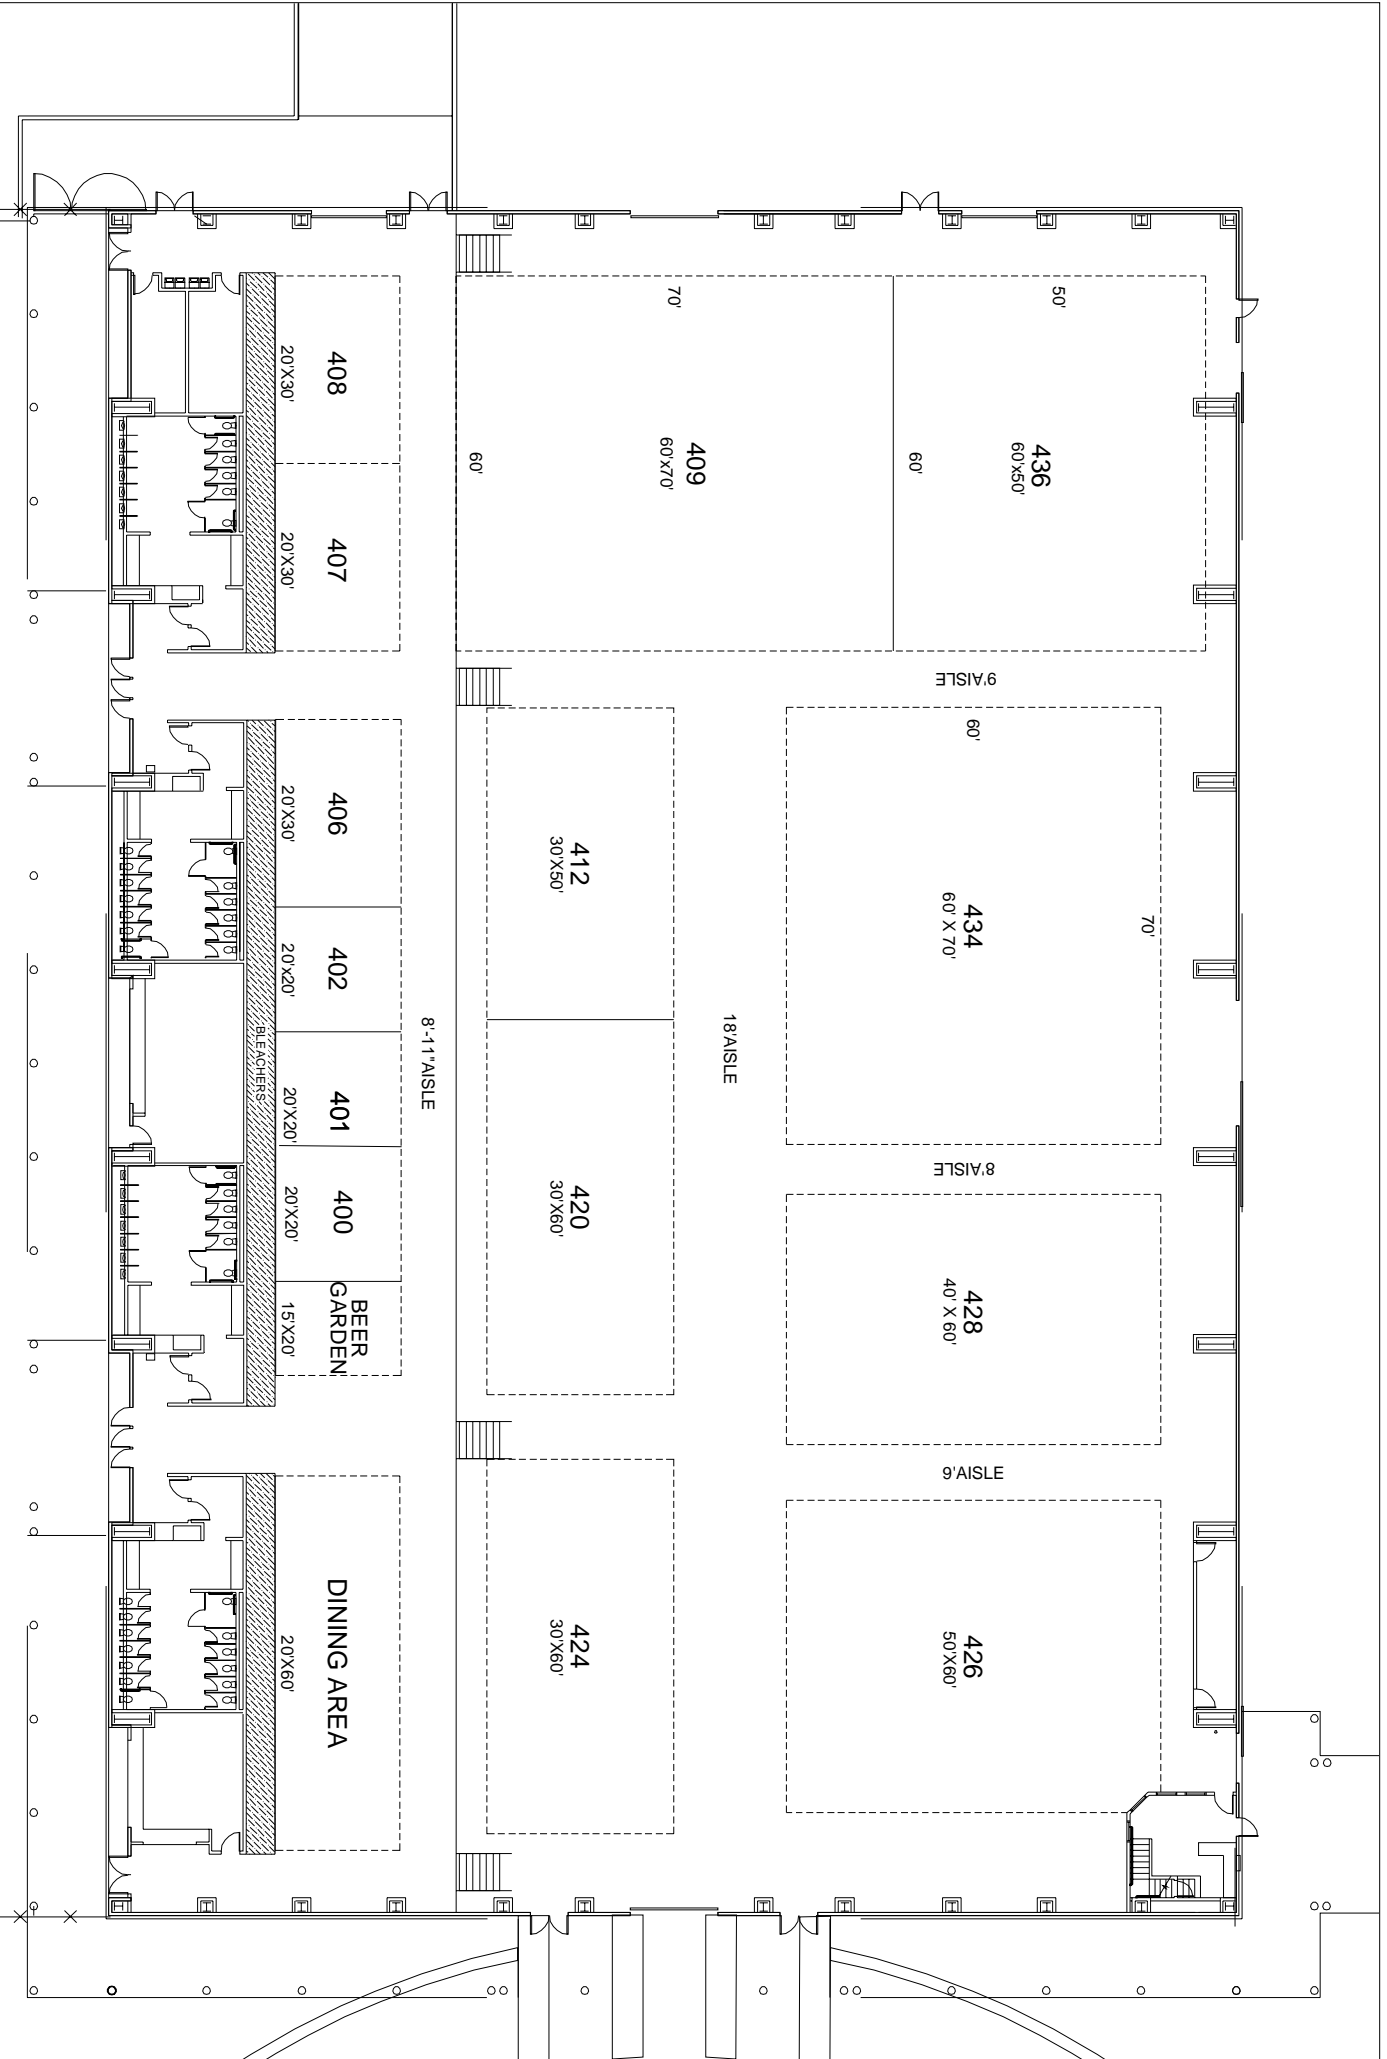 408
20'X30'
407
20'X30'
406
20'X30'
402
20'x20'
401
20'X20'
400
20'X20'
BEER
GARDEN
15'X20'
DINING AREA
20'X60'
BLEACHERS
8'-11"AISLE
70'
60'
409
60'x70'
50'
60'
436
60'x50'
9'AISLE
412
30'X50'
420
30'X60'
424
30'X60'
18'AISLE
60'
70'
434
60' X 70'
8'AISLE
428
40' X 60'
9'AISLE
426
50'X60'